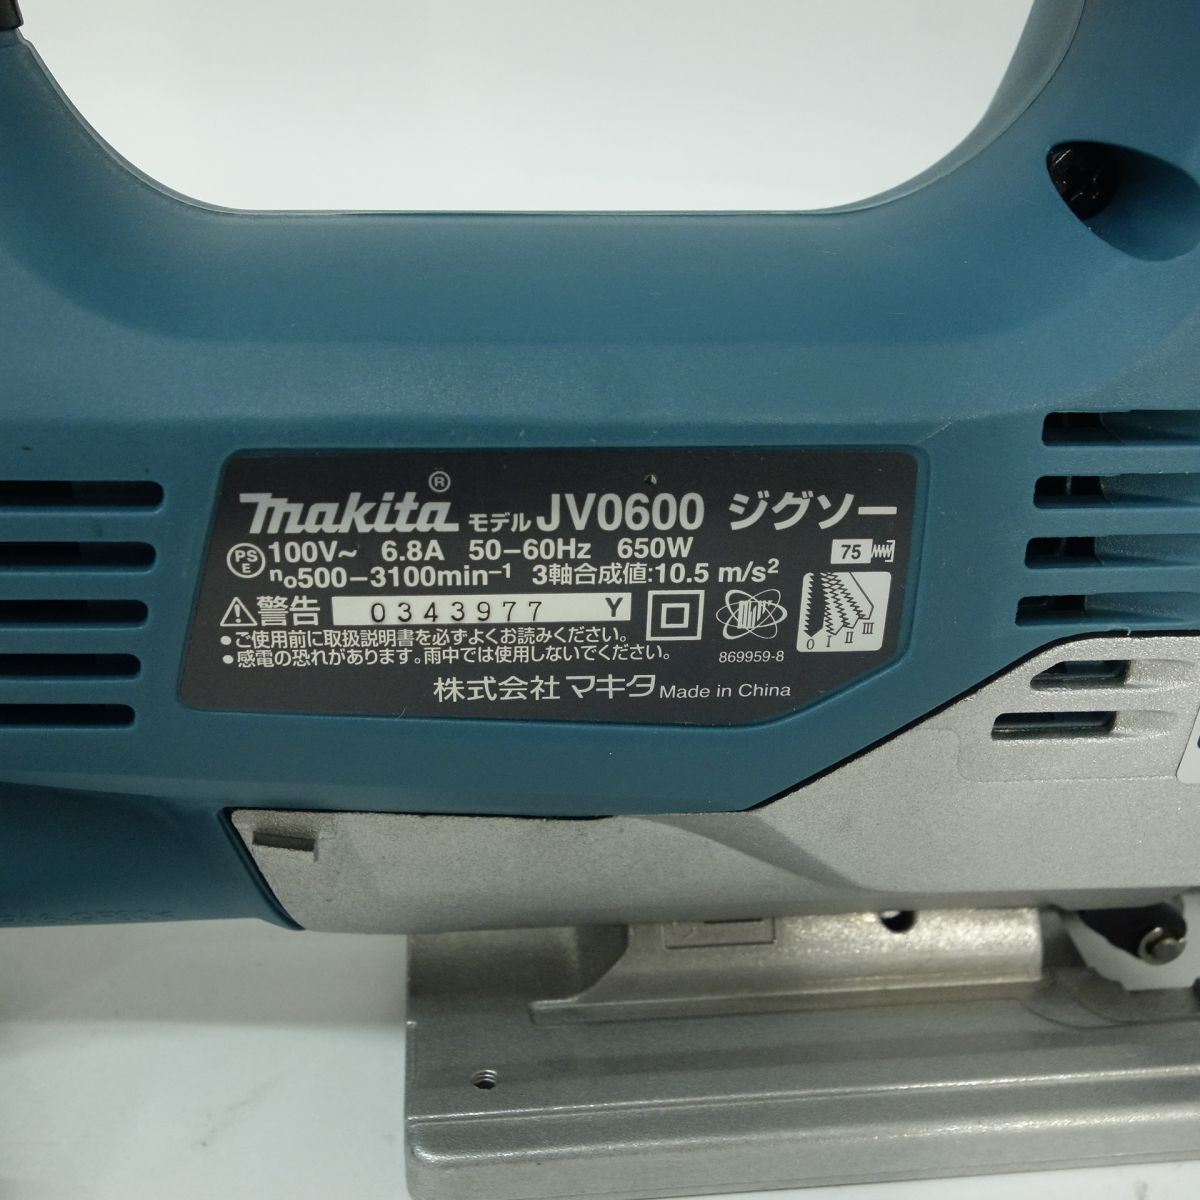 makita® モデル JV0600 ジグソー
PSE 100V~ 6.8A 50-60Hz 650W 75
n₀500-3100min⁻¹ 3軸合成値:10.5 m/s²
⚠警告 0343977 Y
0 I II III
●ご使用前に取扱説明書を必ずよくお読みください。
869959-8
●感電の恐れがあります。雨中では使用しないでください。
株式会社マキタ Made in China